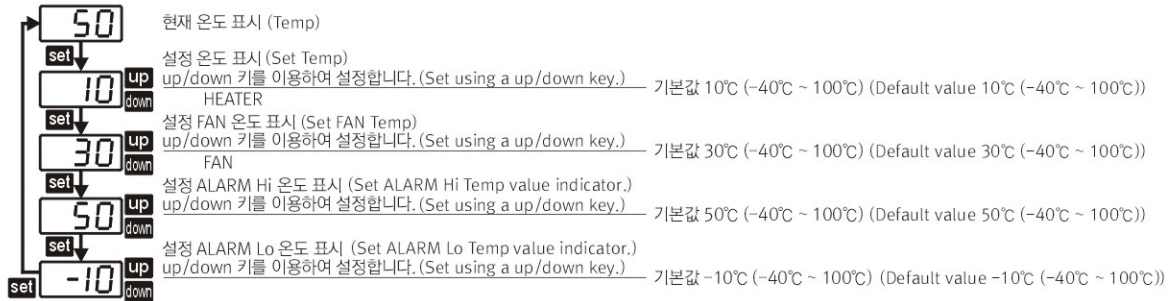 50 현재 온도 표시 (Temp)
set 설정 온도 표시 (Set Temp)
10 up down up/down 키를 이용하여 설정합니다. (Set using a up/down key.) 기본값 10℃ (-40℃ ~ 100℃) (Default value 10℃ (-40℃ ~ 100℃))
HEATER
set 설정 FAN 온도 표시 (Set FAN Temp)
30 up down up/down 키를 이용하여 설정합니다. (Set using a up/down key.) 기본값 30℃ (-40℃ ~ 100℃) (Default value 30℃ (-40℃ ~ 100℃))
FAN
set 설정 ALARM Hi 온도 표시 (Set ALARM Hi Temp value indicator.)
50 up down up/down 키를 이용하여 설정합니다. (Set using a up/down key.) 기본값 50℃ (-40℃ ~ 100℃) (Default value 50℃ (-40℃ ~ 100℃))
set 설정 ALARM Lo 온도 표시 (Set ALARM Lo Temp value indicator.)
set -10 up down up/down 키를 이용하여 설정합니다. (Set using a up/down key.) 기본값 -10℃ (-40℃ ~ 100℃) (Default value -10℃ (-40℃ ~ 100℃))